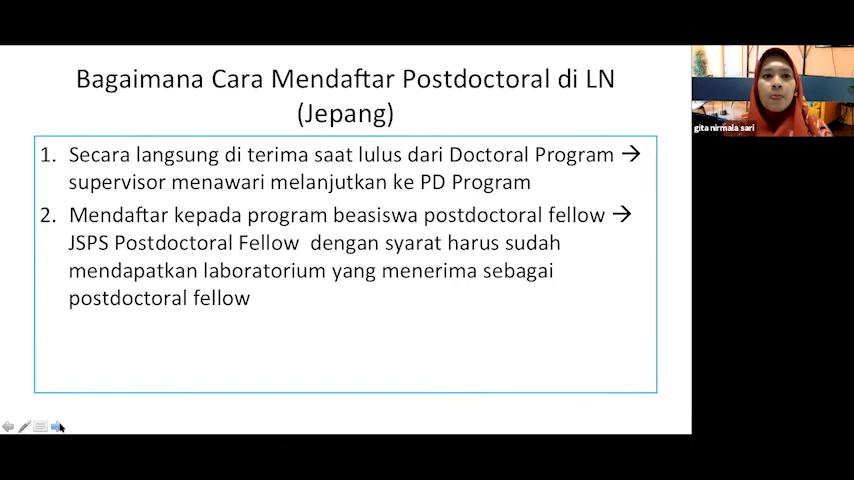 Bagaimana Cara Mendaftar Postdoctoral di LN
(Jepang)
1. Secara langsung di terima saat lulus dari Doctoral Program →
supervisor menawari melanjutkan ke PD Program
2. Mendaftar kepada program beasiswa postdoctoral fellow →
JSPS Postdoctoral Fellow dengan syarat harus sudah
mendapatkan laboratorium yang menerima sebagai
postdoctoral fellow
gita nirmala sari